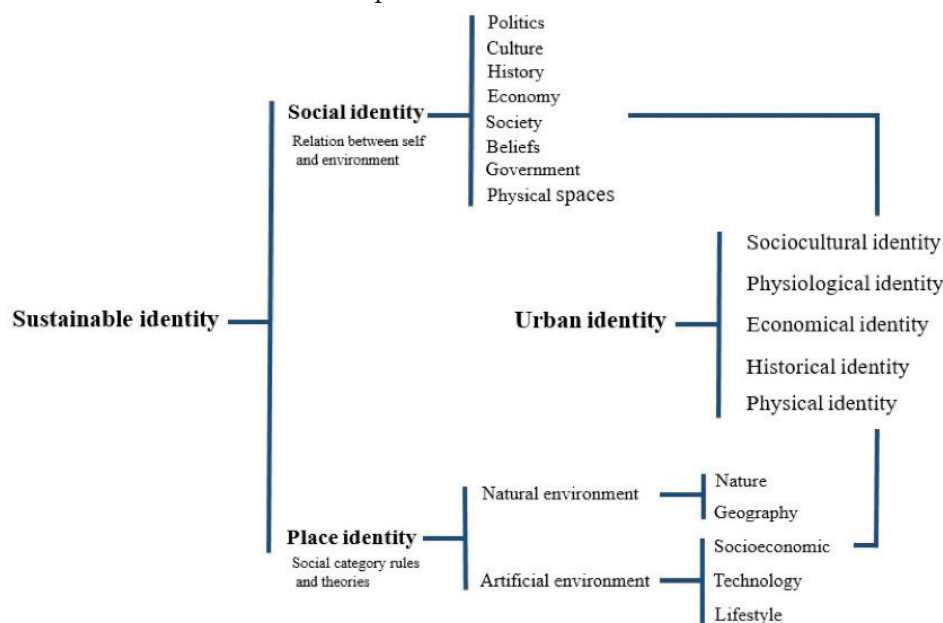 Politics
Culture
History
Economy
Society
Beliefs
Government
Physical spaces
Social identity
Relation between self
and environment
Sustainable identity
Urban identity
Sociocultural identity
Physiological identity
Economical identity
Historical identity
Physical identity
Place identity
Social category rules
and theories
Natural environment
Nature
Geography
Artificial environment
Socioeconomic
Technology
Lifestyle